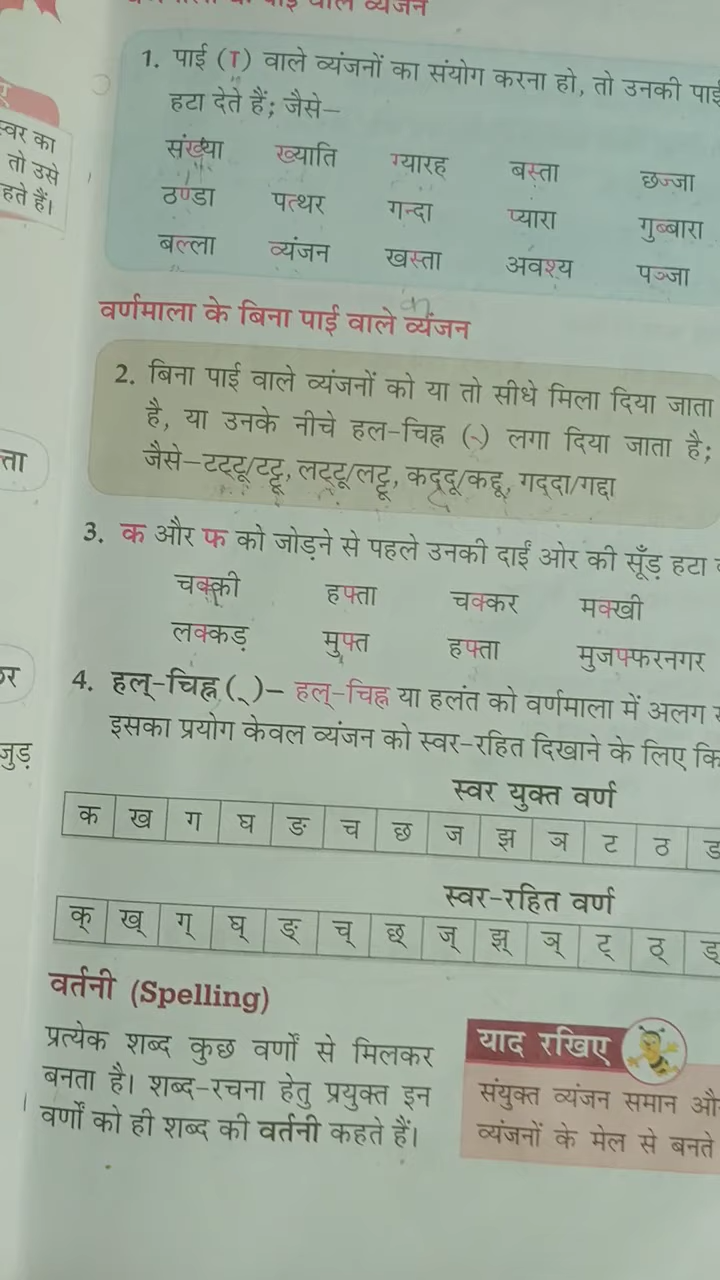 व्यंजन
1. पाई (ा) वाले व्यंजनों का संयोग करना हो, तो उनकी पाई
हटा देते हैं; जैसे—
संख्या ख्याति ग्यारह बस्ता छज्जा
ठण्डा पत्थर गन्दा प्यारा गुब्बारा
बल्ला व्यंजन खस्ता अवश्य पञ्जा
वर्णमाला के बिना पाई वाले व्यंजन
2. बिना पाई वाले व्यंजनों को या तो सीधे मिला दिया जाता
है, या उनके नीचे हल-चिह्न (्) लगा दिया जाता है;
जैसे—टट्‌टू/टट्टू, लट्‌टू/लट्टू, कद्‌दू/कद्दू, गद्‌दा/गद्दा
3. क और फ को जोड़ने से पहले उनकी दाईं ओर की सूँड़ हटा
चक्की हफ्ता चक्कर मक्खी
लक्कड़ मुफ्त हफ्ता मुजफ्फरनगर
4. हल्-चिह्न (्)– हल्-चिह्न या हलंत को वर्णमाला में अलग
इसका प्रयोग केवल व्यंजन को स्वर-रहित दिखाने के लिए
स्वर युक्त वर्ण
क ख ग घ ङ च छ ज झ ञ ट ठ ड
स्वर-रहित वर्ण
क् ख् ग् घ् ङ् च् छ् ज् झ् ञ् ट् ठ् ड्
वर्तनी (Spelling)
प्रत्येक शब्द कुछ वर्णों से मिलकर
बनता है। शब्द-रचना हेतु प्रयुक्त इन
वर्णों को ही शब्द की वर्तनी कहते हैं।
याद रखिए
संयुक्त व्यंजन समान
व्यंजनों के मेल से बनते
स्वर का
तो उसे
हते हैं।
त्ता
जुड़